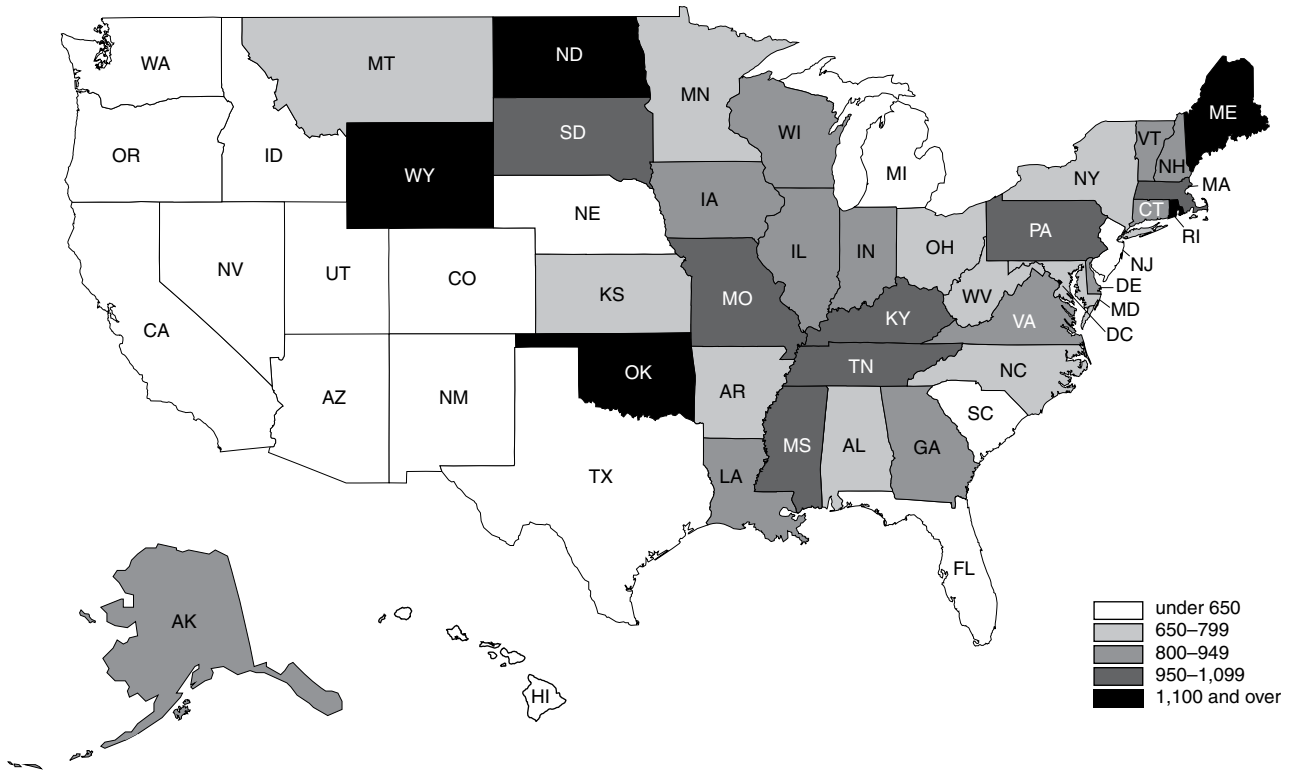 WA
MT
ND
MN
OR
ID
WY
SD
WI
MI
ME
VT
NH
NY
MA
CT
RI
NV
UT
CO
NE
IA
IL
IN
OH
PA
NJ
DE
MD
DC
CA
KS
MO
KY
WV
VA
AZ
NM
OK
AR
TN
NC
SC
TX
LA
MS
AL
GA
FL
AK
HI
under 650
650–799
800–949
950–1,099
1,100 and over